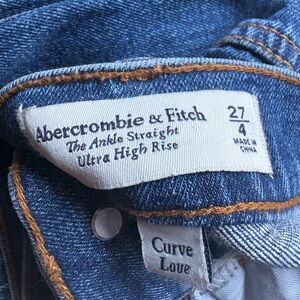 Abercrombie & Fitch
The Ankle Straight
Ultra High Rise
27
4
MADE IN
CHINA
Curve
Love